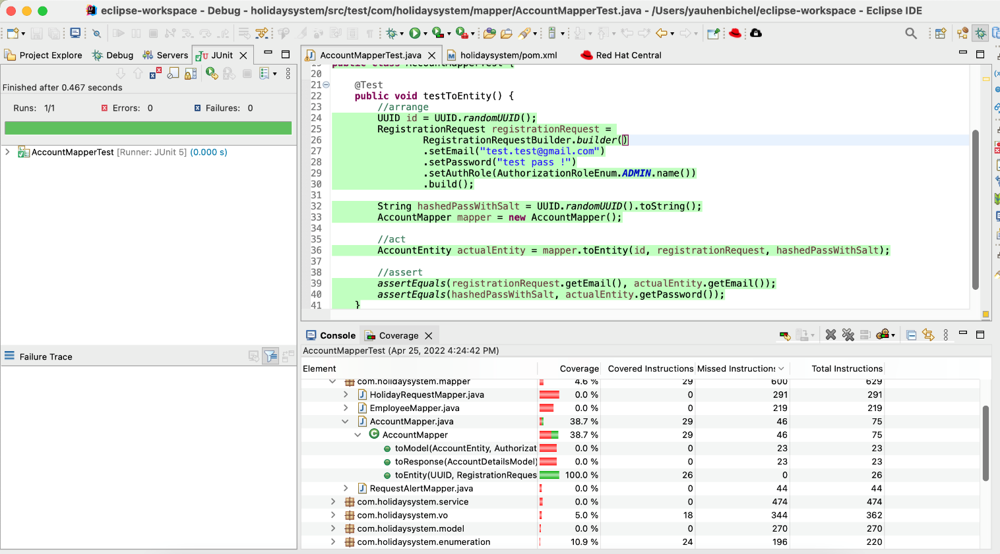 eclipse-workspace - Debug - holidaysystem/src/test/com/holidaysystem/mapper/AccountMapperTest.java - /Users/yauhenbichel/eclipse-workspace - Eclipse IDE
Project Explorer Debug Servers JUnit
AccountMapperTest.java holidaysystem/pom.xml Red Hat Central
Finished after 0.467 seconds
Runs: 1/1 Errors: 0 Failures: 0
AccountMapperTest [Runner: JUnit 5] (0.000 s)
Failure Trace
public class AccountMapperTest {
20
21 @Test
22 public void testToEntity() {
23 //arrange
24 UUID id = UUID.randomUUID();
25 RegistrationRequest registrationRequest =
26 RegistrationRequestBuilder.builder()
27 .setEmail("test.test@gmail.com")
28 .setPassword("test pass !")
29 .setAuthRole(AuthorizationRoleEnum.ADMIN.name())
30 .build();
31
32 String hashedPassWithSalt = UUID.randomUUID().toString();
33 AccountMapper mapper = new AccountMapper();
34
35 //act
36 AccountEntity actualEntity = mapper.toEntity(id, registrationRequest, hashedPassWithSalt);
37
38 //assert
39 assertEquals(registrationRequest.getEmail(), actualEntity.getEmail());
40 assertEquals(hashedPassWithSalt, actualEntity.getPassword());
41 }
Console Coverage
AccountMapperTest (Apr 25, 2022 4:24:42 PM)
Element Coverage Covered Instructions Missed Instructions Total Instructions
com.holidaysystem.mapper 4.6 % 29 600 629
HolidayRequestMapper.java 0.0 % 0 291 291
EmployeeMapper.java 0.0 % 0 219 219
AccountMapper.java 38.7 % 29 46 75
AccountMapper 38.7 % 29 46 75
toModel(AccountEntity, Authorizat 0.0 % 0 23 23
toResponse(AccountDetailsModel) 0.0 % 0 23 23
toEntity(UUID, RegistrationReques 100.0 % 26 0 26
RequestAlertMapper.java 0.0 % 0 44 44
com.holidaysystem.service 0.0 % 0 474 474
com.holidaysystem.vo 5.0 % 18 344 362
com.holidaysystem.model 0.0 % 0 270 270
com.holidaysystem.enumeration 10.9 % 24 196 220